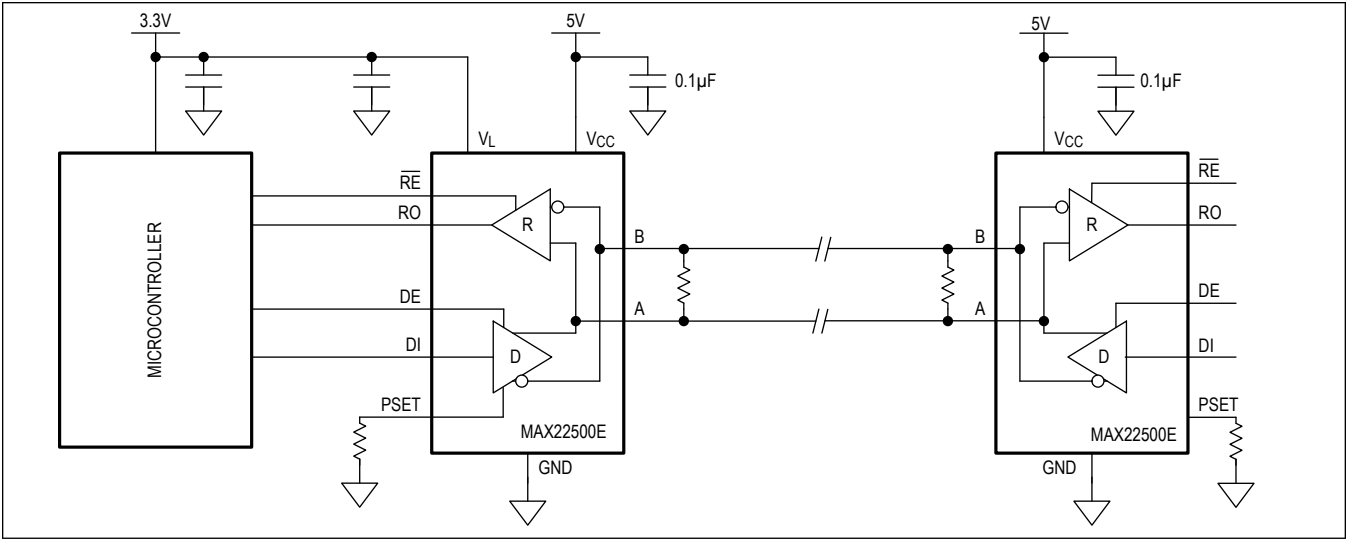 3.3V
5V
5V
0.1µF
0.1µF
VL
VCC
VCC
MICROCONTROLLER
RE
RO
DE
DI
PSET
R
D
B
A
MAX22500E
GND
B
A
R
D
RE
RO
DE
DI
PSET
MAX22500E
GND